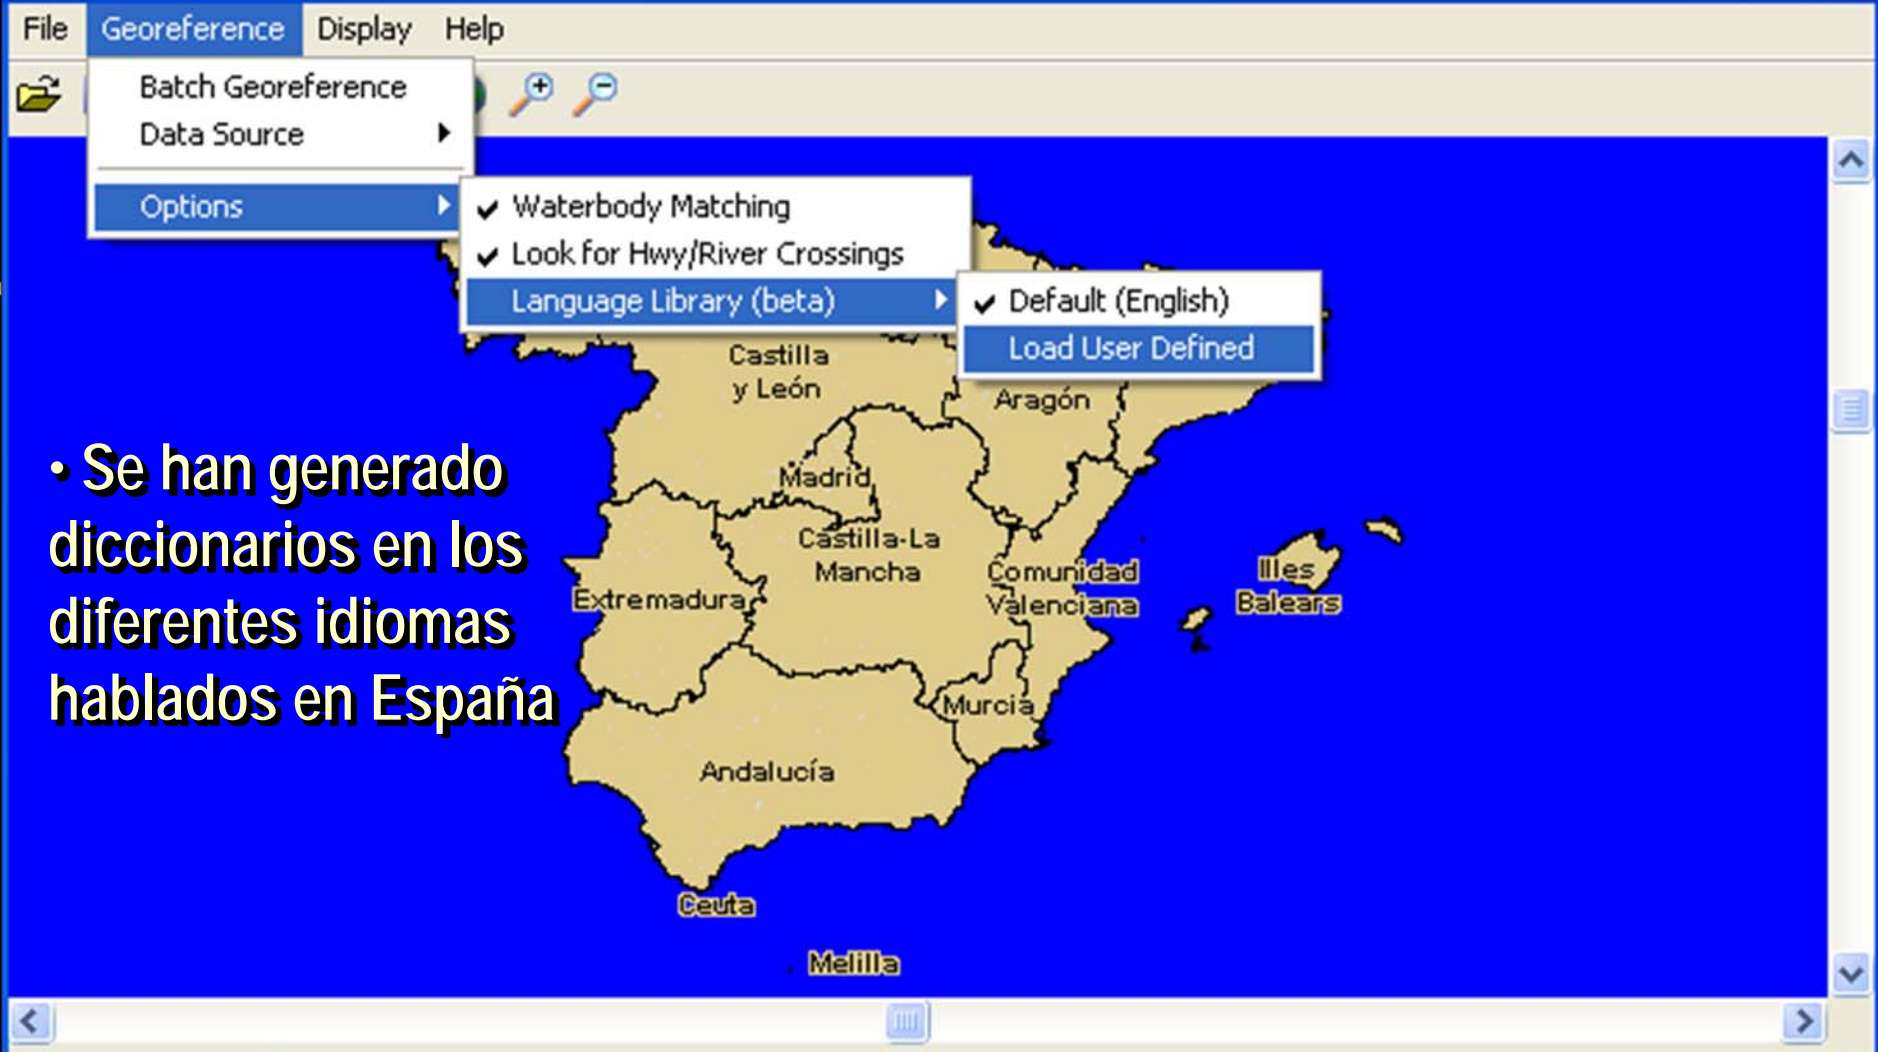 File Georeference Display Help
Batch Georeference
Data Source
Options
Waterbody Matching
Look for Hwy/River Crossings
Language Library (beta)
Default (English)
Load User Defined
Castilla
y León
Aragón
Madrid
Castilla-La
Mancha
Comunidad
Valenciana
Illes
Balears
Extremadura
Murcia
Andalucía
Ceuta
Melilla
• Se han generado
diccionarios en los
diferentes idiomas
hablados en España